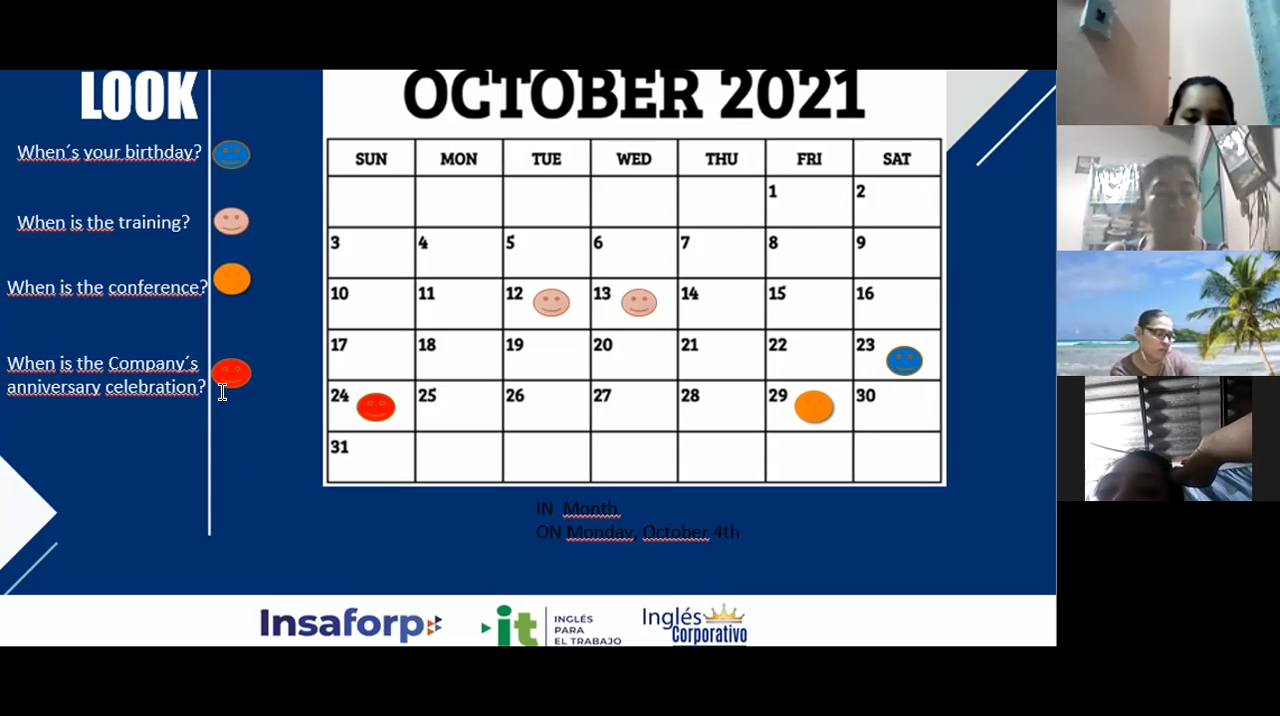 LOOK
When´s your birthday?
When is the training?
When is the conference?
When is the Company´s
anniversary celebration?
OCTOBER 2021
SUN MON TUE WED THU FRI SAT
1 2
3 4 5 6 7 8 9
10 11 12 13 14 15 16
17 18 19 20 21 22 23
24 25 26 27 28 29 30
31
IN Month
ON Monday, October 4th
Insaforp
it INGLÉS
PARA
EL TRABAJO
Inglés
Corporativo